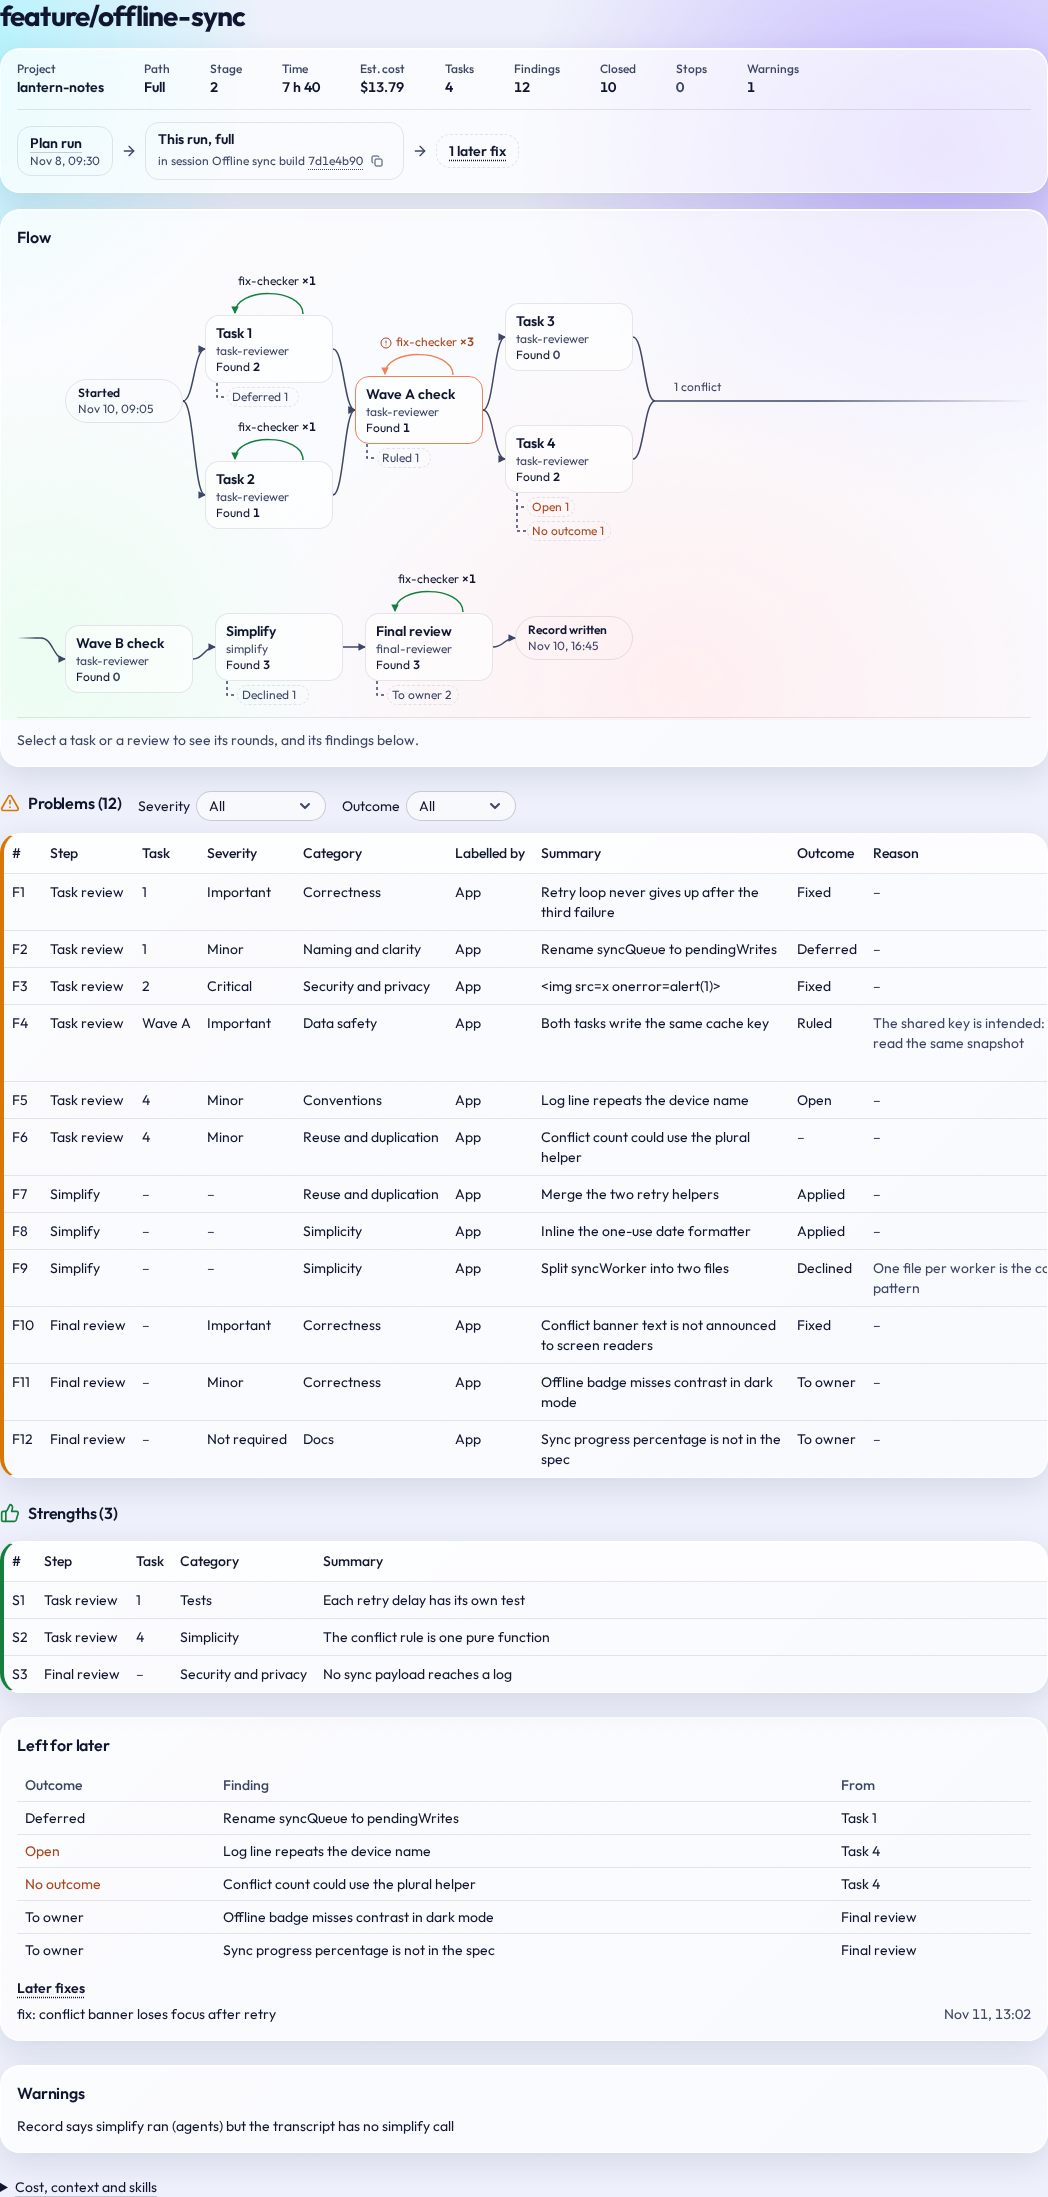 feature/offline-sync
Project Path Stage Time Est. cost Tasks Findings Closed Stops Warnings
lantern-notes Full 2 7 h 40 $13.79 4 12 10 0 1
Plan run
Nov 8, 09:30
This run, full
in session Offline sync build 7d1e4b90
1 later fix
Flow
fix-checker ×1
Task 1
task-reviewer
Found 2
Deferred 1
Started
Nov 10, 09:05
fix-checker ×1
Task 2
task-reviewer
Found 1
fix-checker ×3
Wave A check
task-reviewer
Found 1
Ruled 1
Task 3
task-reviewer
Found 0
Task 4
task-reviewer
Found 2
Open 1
No outcome 1
1 conflict
Wave B check
task-reviewer
Found 0
Simplify
simplify
Found 3
Declined 1
fix-checker ×1
Final review
final-reviewer
Found 3
To owner 2
Record written
Nov 10, 16:45
Select a task or a review to see its rounds, and its findings below.
Problems (12) Severity All Outcome All
# Step Task Severity Category Labelled by Summary Outcome Reason
F1 Task review 1 Important Correctness App Retry loop never gives up after the Fixed –
third failure
F2 Task review 1 Minor Naming and clarity App Rename syncQueue to pendingWrites Deferred –
F3 Task review 2 Critical Security and privacy App <img src=x onerror=alert(1)> Fixed –
F4 Task review Wave A Important Data safety App Both tasks write the same cache key Ruled The shared key is intended:
read the same snapshot
F5 Task review 4 Minor Conventions App Log line repeats the device name Open –
F6 Task review 4 Minor Reuse and duplication App Conflict count could use the plural – –
helper
F7 Simplify – – Reuse and duplication App Merge the two retry helpers Applied –
F8 Simplify – – Simplicity App Inline the one-use date formatter Applied –
F9 Simplify – – Simplicity App Split syncWorker into two files Declined One file per worker is the
pattern
F10 Final review – Important Correctness App Conflict banner text is not announced Fixed –
to screen readers
F11 Final review – Minor Correctness App Offline badge misses contrast in dark To owner –
mode
F12 Final review – Not required Docs App Sync progress percentage is not in the To owner –
spec
Strengths (3)
# Step Task Category Summary
S1 Task review 1 Tests Each retry delay has its own test
S2 Task review 4 Simplicity The conflict rule is one pure function
S3 Final review – Security and privacy No sync payload reaches a log
Left for later
Outcome Finding From
Deferred Rename syncQueue to pendingWrites Task 1
Open Log line repeats the device name Task 4
No outcome Conflict count could use the plural helper Task 4
To owner Offline badge misses contrast in dark mode Final review
To owner Sync progress percentage is not in the spec Final review
Later fixes
fix: conflict banner loses focus after retry Nov 11, 13:02
Warnings
Record says simplify ran (agents) but the transcript has no simplify call
Cost, context and skills